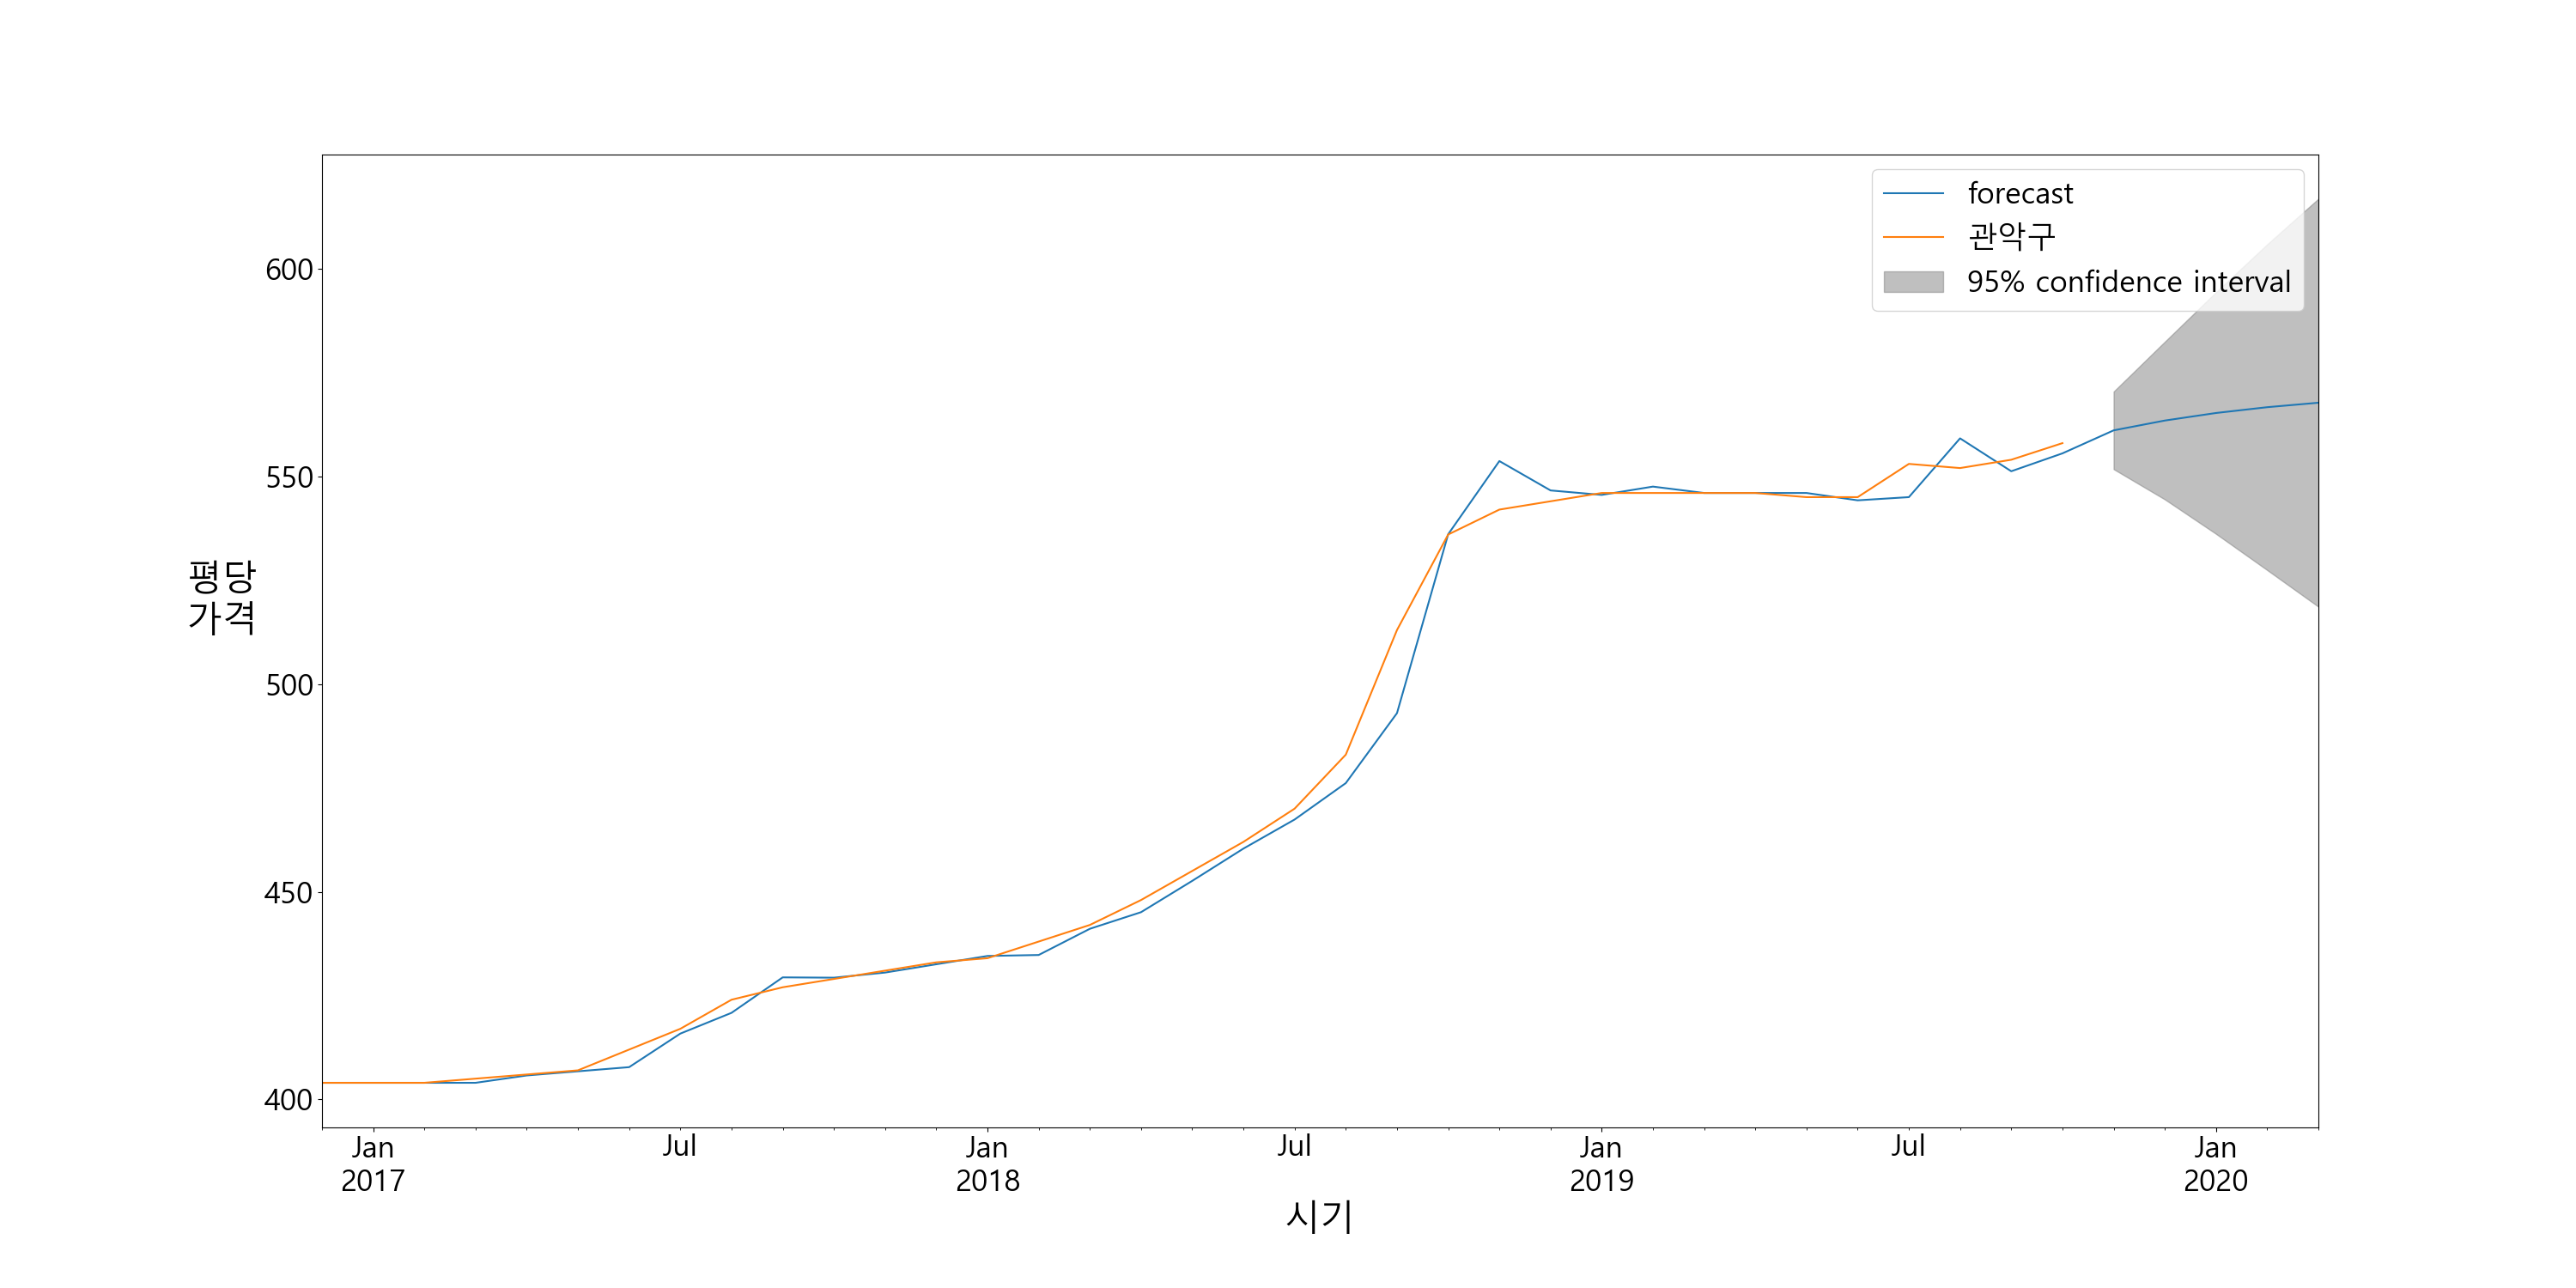 forecast
관악구
95% confidence interval
600
550
500
450
400
평당
가격
Jan
2017
Jul
Jan
2018
Jul
Jan
2019
Jul
Jan
2020
시기